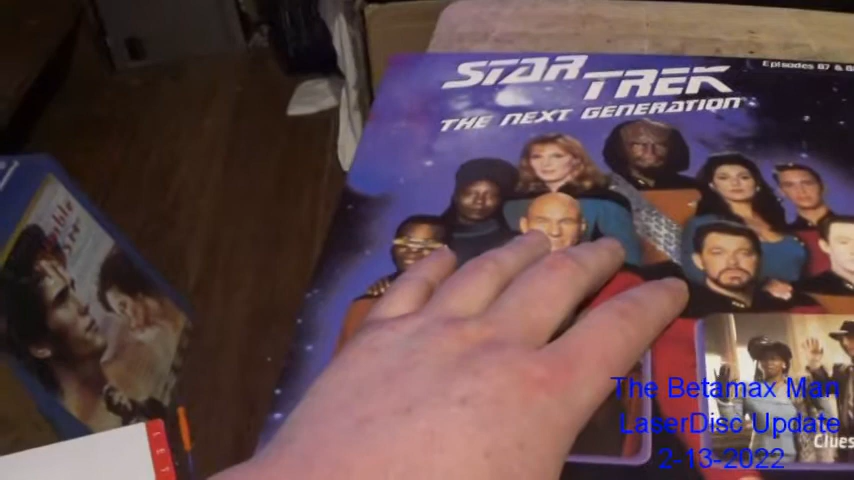 STAR TREK
THE NEXT GENERATION
Episodes 87 &
Clues
The Betamax Man
LaserDisc Update
2-13-2022